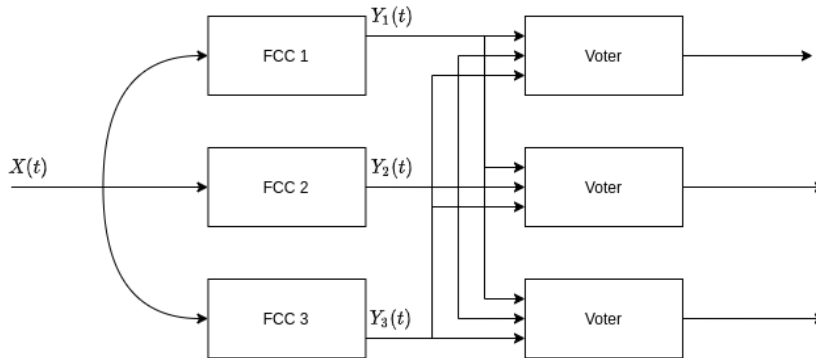 Y₁(t)
FCC 1
Voter
X(t)
Y₂(t)
FCC 2
Voter
Y₃(t)
FCC 3
Voter